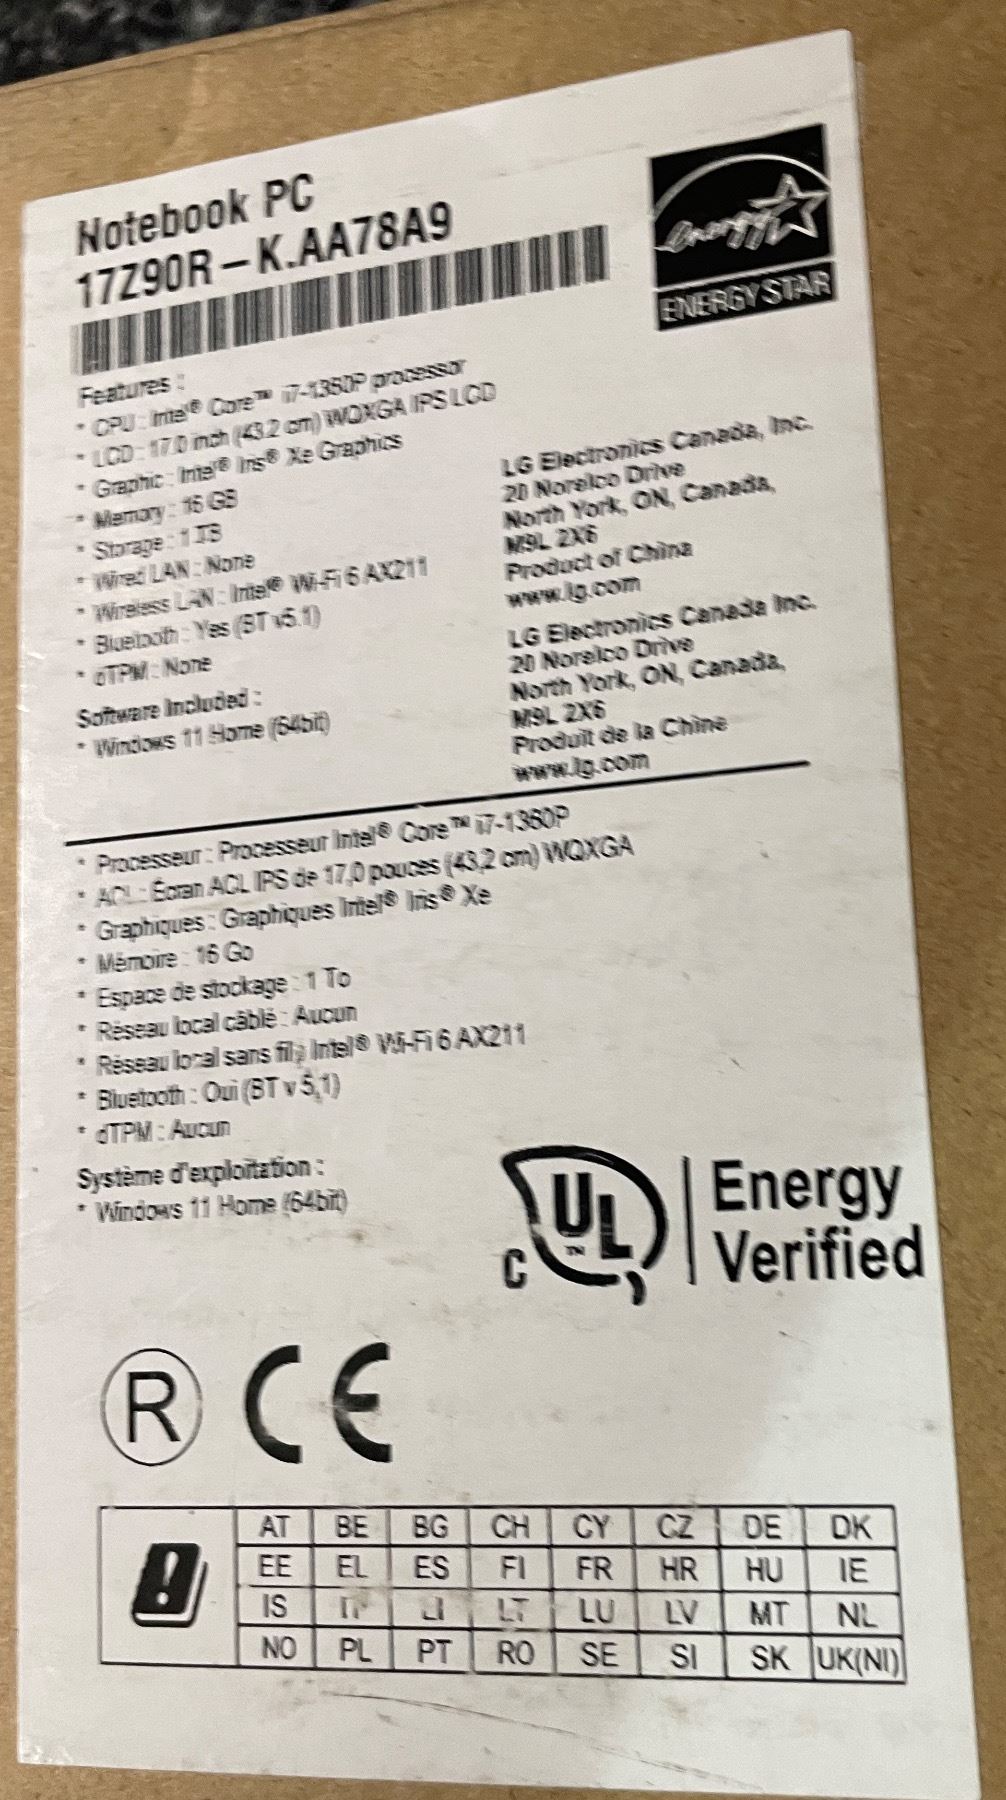 Notebook PC
17Z90R – K.AA78A9
energy
ENERGY STAR
Features :
* CPU : Intel® Core™ i7-1360P processor
* LCD : 17.0 inch (43.2 cm) WQXGA IPS LCD
* Graphic : Intel® Iris® Xe Graphics
* Memory : 16 GB
* Storage : 1 TB
* Wired LAN : None
* Wireless LAN : Intel® Wi-Fi 6 AX211
* Bluetooth : Yes (BT v5.1)
* dTPM : None
Software Included :
* Windows 11 Home (64bit)
LG Electronics Canada, Inc.
20 Norelco Drive
North York, ON, Canada,
M9L 2X6
Product of China
www.lg.com
LG Electronics Canada Inc.
20 Norelco Drive
North York, ON, Canada,
M9L 2X6
Produit de la Chine
www.lg.com
* Processeur : Processeur Intel® Core™ i7-1360P
* ACL : Écran ACL IPS de 17,0 pouces (43,2 cm) WQXGA
* Graphiques : Graphiques Intel® Iris® Xe
* Mémoire : 16 Go
* Espace de stockage : 1 To
* Réseau local câblé : Aucun
* Réseau local sans fil : Intel® Wi-Fi 6 AX211
* Bluetooth : Oui (BT v 5,1)
* dTPM : Aucun
Système d'exploitation :
* Windows 11 Home (64bit)
C UL™ Energy
Verified
R CE
AT BE BG CH CY CZ DE DK
EE EL ES FI FR HR HU IE
IS IT LI LT LU LV MT NL
NO PL PT RO SE SI SK UK(NI)